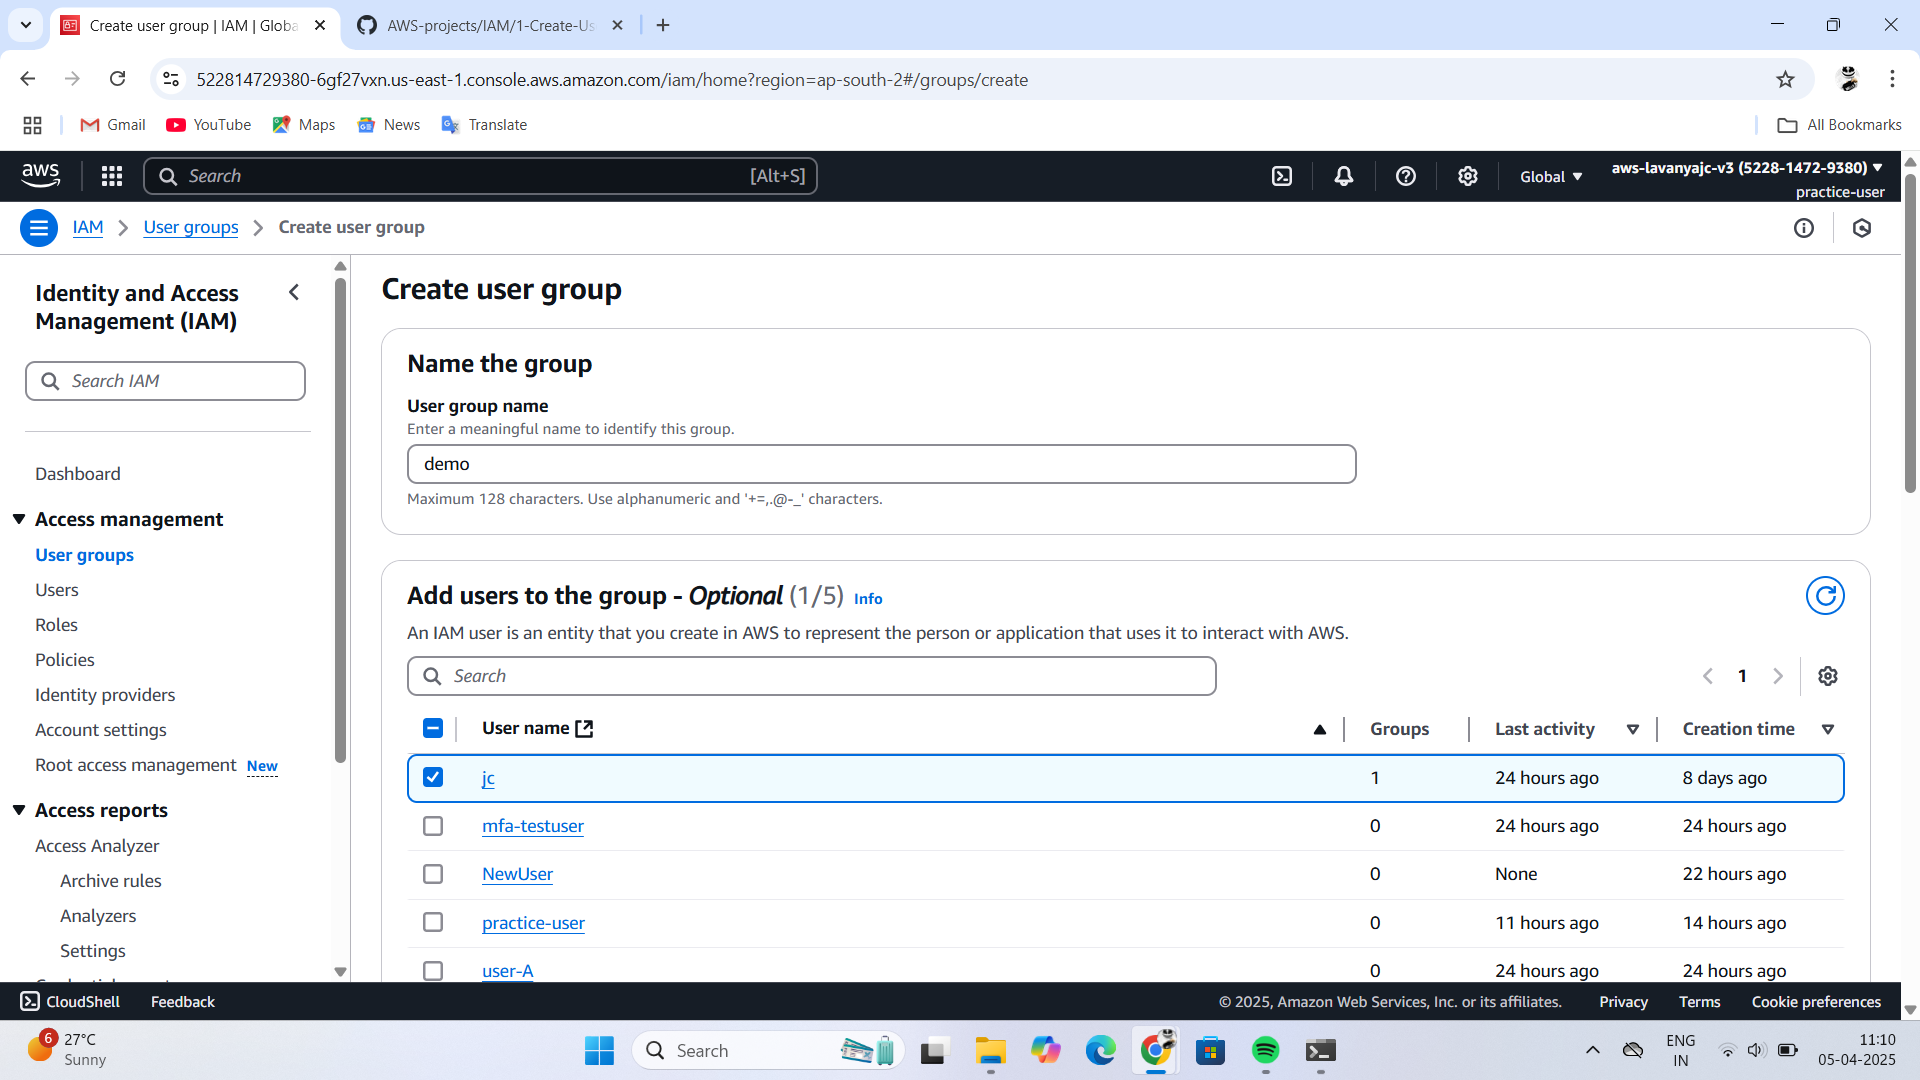 Create user group | IAM | Globa
AWS-projects/IAM/1-Create-Us
522814729380-6gf27vxn.us-east-1.console.aws.amazon.com/iam/home?region=ap-south-2#/groups/create
Gmail
YouTube
Maps
News
Translate
All Bookmarks
aws
Search
[Alt+S]
Global
aws-lavanyajc-v3 (5228-1472-9380)
practice-user
IAM
User groups
Create user group
Identity and Access
Management (IAM)
Search IAM
Dashboard
Access management
User groups
Users
Roles
Policies
Identity providers
Account settings
Root access management New
Access reports
Access Analyzer
Archive rules
Analyzers
Settings
Create user group
Name the group
User group name
Enter a meaningful name to identify this group.
demo
Maximum 128 characters. Use alphanumeric and '+=,.@-_' characters.
Add users to the group - Optional (1/5) Info
An IAM user is an entity that you create in AWS to represent the person or application that uses it to interact with AWS.
Search
1
User name Groups Last activity Creation time
jc 1 24 hours ago 8 days ago
mfa-testuser 0 24 hours ago 24 hours ago
NewUser 0 None 22 hours ago
practice-user 0 11 hours ago 14 hours ago
user-A 0 24 hours ago 24 hours ago
CloudShell
Feedback
© 2025, Amazon Web Services, Inc. or its affiliates.
Privacy
Terms
Cookie preferences
6
27°C
Sunny
Search
ENG
IN
11:10
05-04-2025